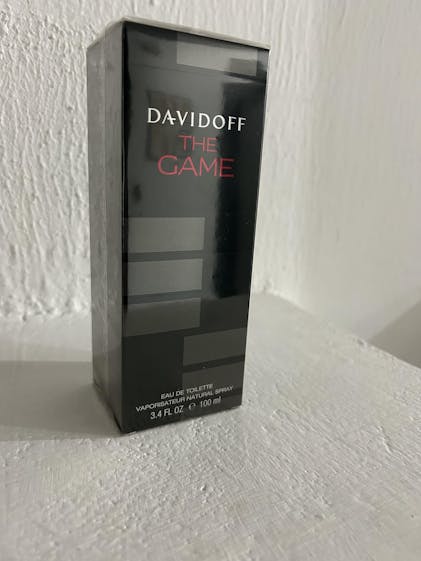 DAVIDOFF
THE
GAME
EAU DE TOILETTE
VAPORISATEUR NATURAL SPRAY
3.4 FL OZ ℮ 100 ml